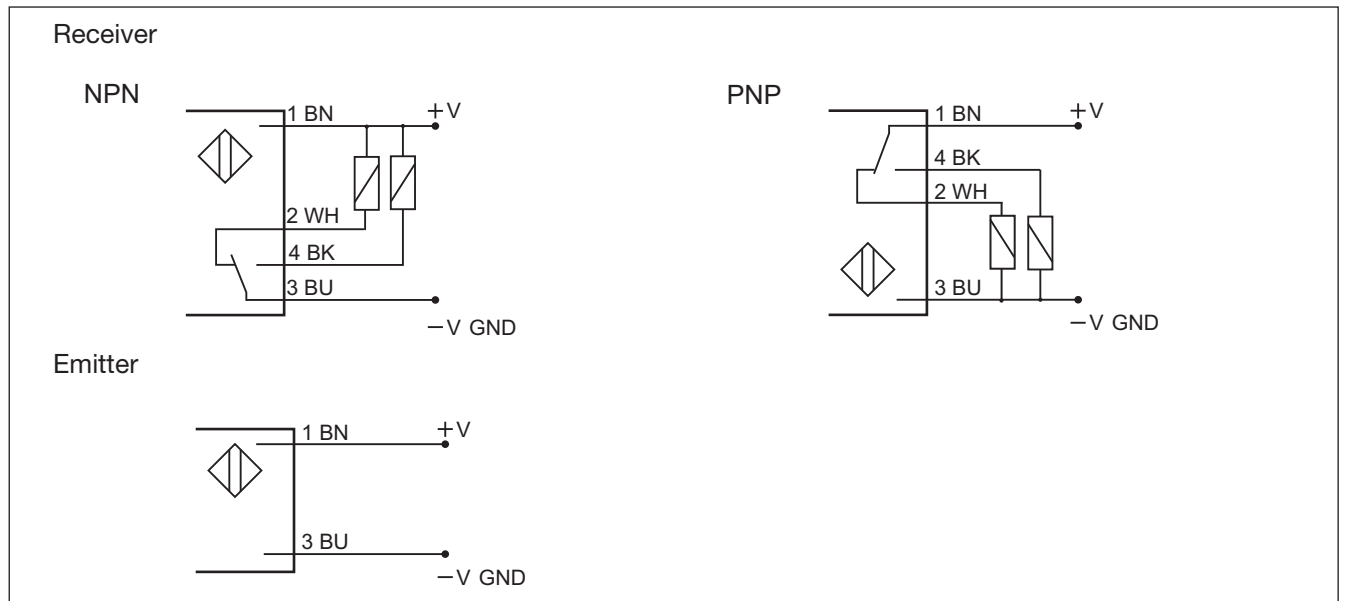 Receiver
NPN
1 BN
+V
2 WH
4 BK
3 BU
−V GND
PNP
1 BN
+V
4 BK
2 WH
3 BU
−V GND
Emitter
1 BN
+V
3 BU
−V GND